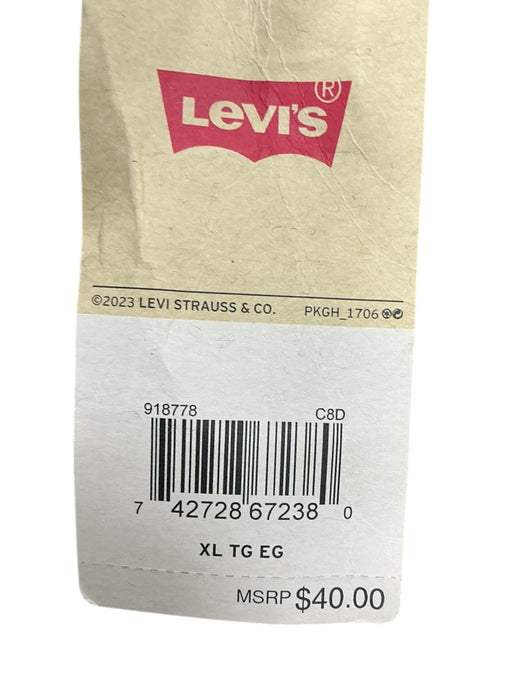 Levi's®
©2023 LEVI STRAUSS & CO. PKGH_1706
918778 C8D
7 42728 67238 0
XL TG EG
MSRP $40.00